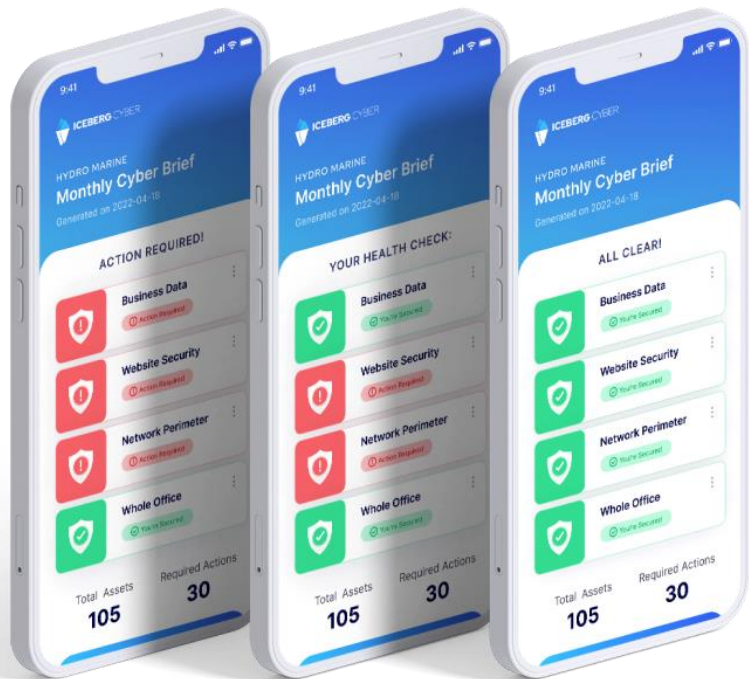 9:41
ICEBERG CYBER
HYDRO MARINE
Monthly Cyber Brief
Generated on 2022-04-18
ACTION REQUIRED!
Business Data
Action Required
Website Security
Action Required
Network Perimeter
Action Required
Whole Office
You're Secured
Total Assets
105
Required Actions
30
9:41
ICEBERG CYBER
HYDRO MARINE
Monthly Cyber Brief
Generated on 2022-04-18
YOUR HEALTH CHECK:
Business Data
You're Secured
Website Security
Action Required
Network Perimeter
Action Required
Whole Office
You're Secured
Total Assets
105
Required Actions
30
9:41
ICEBERG CYBER
HYDRO MARINE
Monthly Cyber Brief
Generated on 2022-04-18
ALL CLEAR!
Business Data
You're Secured
Website Security
You're Secured
Network Perimeter
You're Secured
Whole Office
You're Secured
Total Assets
105
Required Actions
30